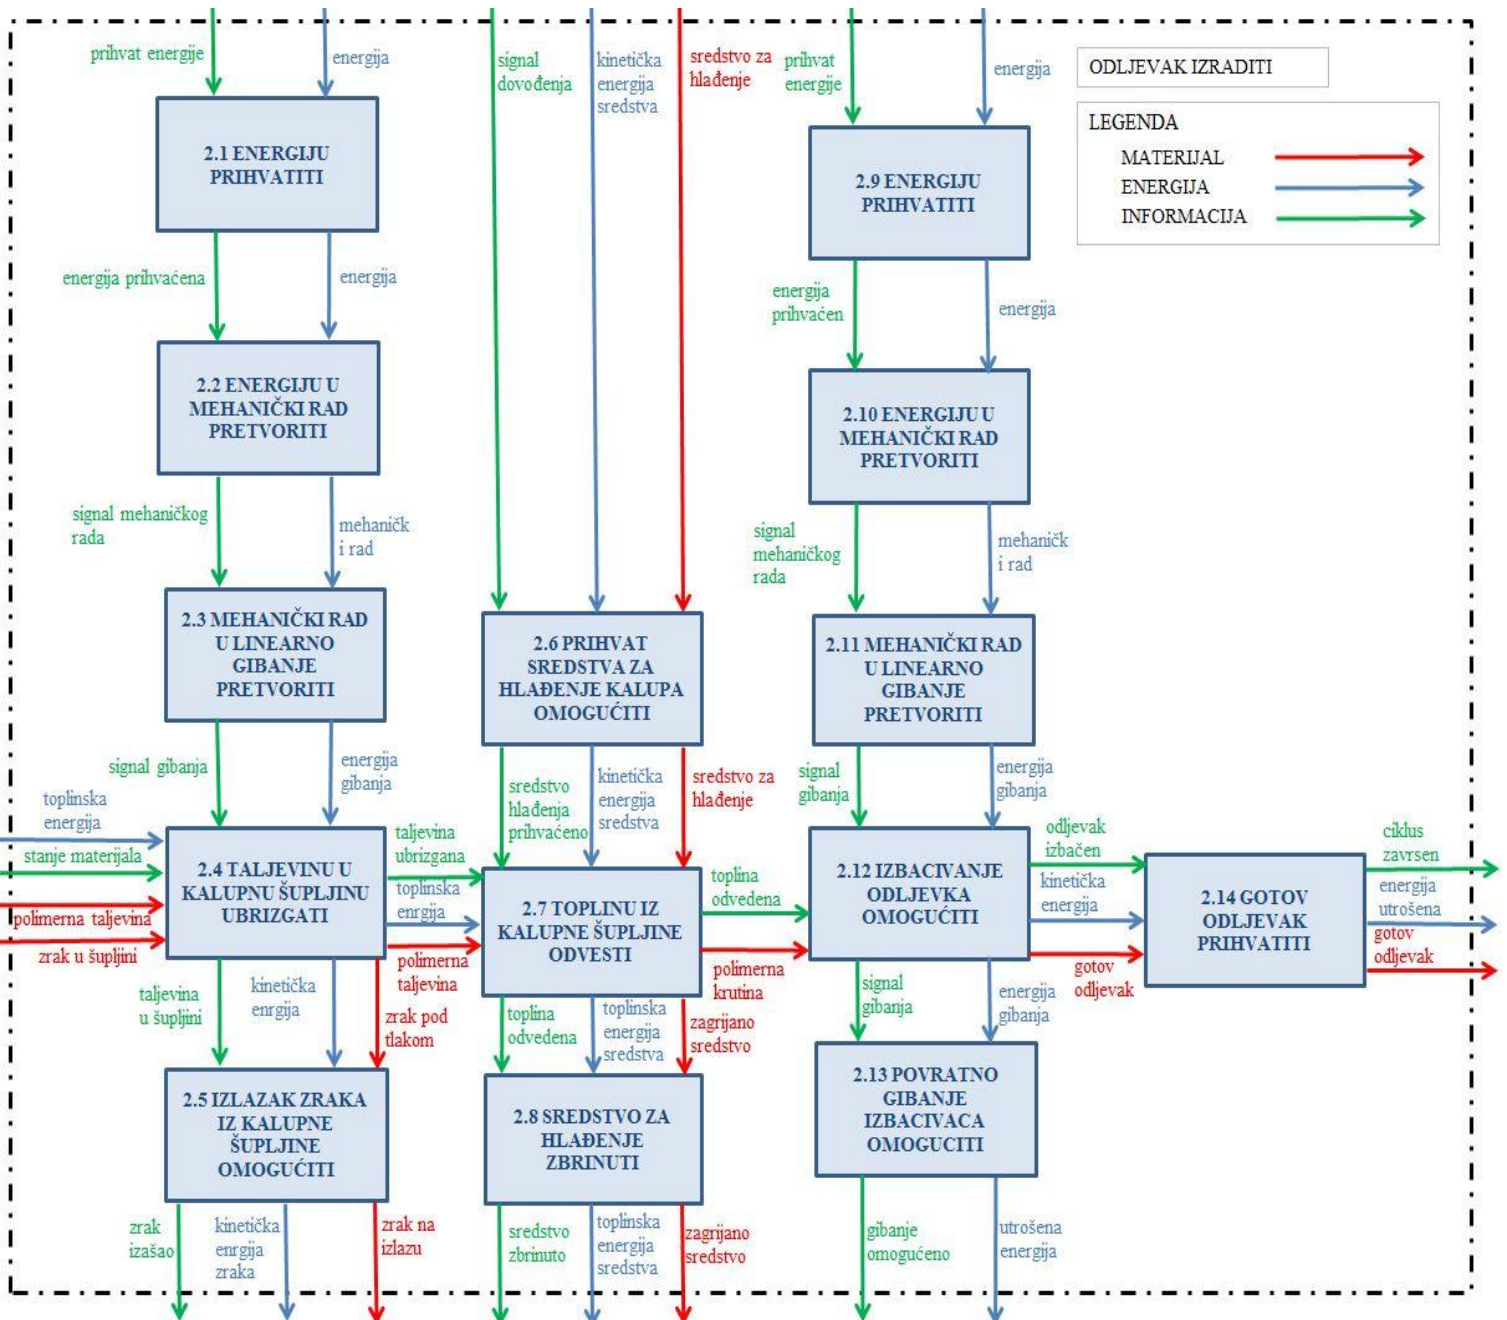 prihvat energije
energija
signal
dovođenja
kinetička
energija
sredstva
sredstvo za
hlađenje
prihvat
energije
energija
ODLJEVAK IZRADITI
LEGENDA
MATERIJAL
ENERGIJA
INFORMACIJA
2.1 ENERGIJU
PRIHVATITI
2.9 ENERGIJU
PRIHVATITI
energija prihvaćena
energija
energija
prihvaćen
energija
2.2 ENERGIJU U
MEHANIČKI RAD
PRETVORITI
2.10 ENERGIJU U
MEHANIČKI RAD
PRETVORITI
signal mehaničkog
rada
mehaničk
i rad
signal
mehaničkog
rada
mehaničk
i rad
2.3 MEHANIČKI RAD
U LINEARNO
GIBANJE
PRETVORITI
2.6 PRIHVAT
SREDSTVA ZA
HLAĐENJE KALUPA
OMOGUĆITI
2.11 MEHANIČKI RAD
U LINEARNO
GIBANJE
PRETVORITI
signal gibanja
energija
gibanja
sredstvo
hlađenja
prihvaćeno
kinetička
energija
sredstva
sredstvo za
hlađenje
signal
gibanja
energija
gibanja
toplinska
energija
stanje materijala
polimerna taljevina
zrak u šupljini
2.4 TALJEVINU U
KALUPNU ŠUPLJINU
UBRIZGATI
taljevina
ubrizgana
toplinska
enrgija
polimerna
taljevina
2.7 TOPLINU IZ
KALUPNE ŠUPLJINE
ODVESTI
toplina
odvedena
polimerna
krutina
2.12 IZBACIVANJE
ODLJEVKA
OMOGUĆITI
odljevak
izbačen
kinetička
energija
gotov
odljevak
2.14 GOTOV
ODLJEVAK
PRIHVATITI
ciklus
zavrsen
energija
utrošena
gotov
odljevak
taljevina
u šupljini
kinetička
enrgija
zrak pod
tlakom
toplina
odvedena
toplinska
energija
sredstva
zagrijano
sredstvo
signal
gibanja
energija
gibanja
2.5 IZLAZAK ZRAKA
IZ KALUPNE
ŠUPLJINE
OMOGUĆITI
2.8 SREDSTVO ZA
HLAĐENJE
ZBRINUTI
2.13 POVRATNO
GIBANJE
IZBACIVACA
OMOGUCITI
zrak
izašao
kinetička
enrgija
zraka
zrak na
izlazu
sredstvo
zbrinuto
toplinska
energija
sredstva
zagrijano
sredstvo
gibanje
omogućeno
utrošena
energija